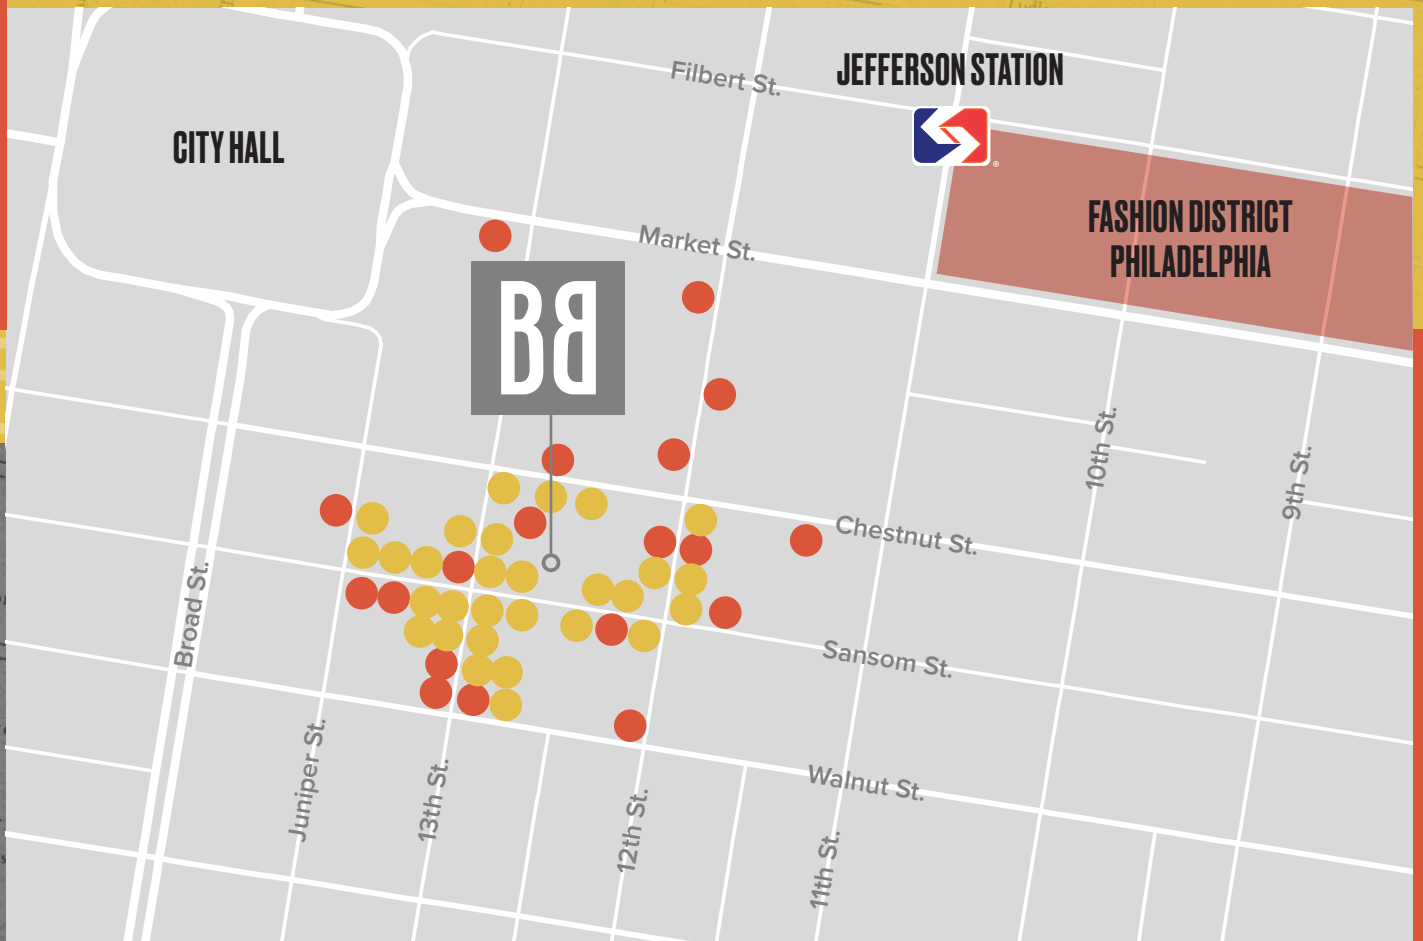 Filbert St.
JEFFERSON STATION
®
CITY HALL
Market St.
FASHION DISTRICT
PHILADELPHIA
BB
10th St.
9th St.
Chestnut St.
Broad St.
Sansom St.
Juniper St.
13th St.
12th St.
Walnut St.
11th St.